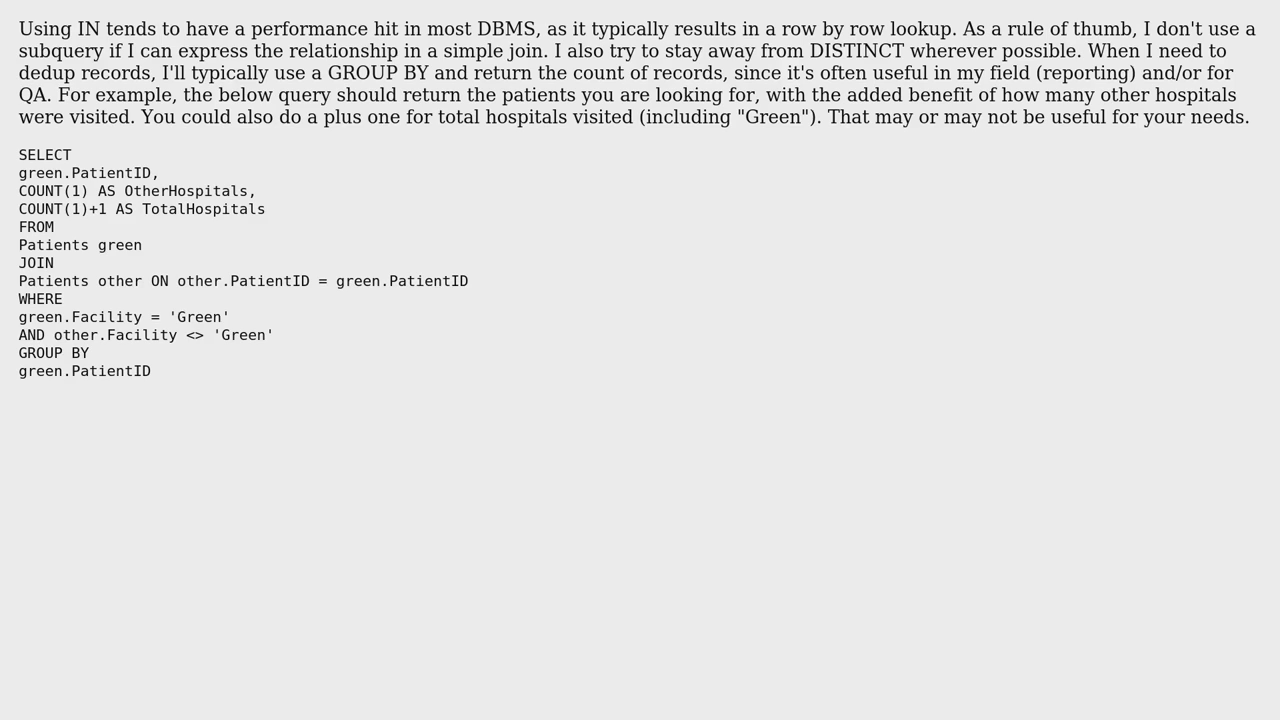 Using IN tends to have a performance hit in most DBMS, as it typically results in a row by row lookup. As a rule of thumb, I don't use a
subquery if I can express the relationship in a simple join. I also try to stay away from DISTINCT wherever possible. When I need to
dedup records, I'll typically use a GROUP BY and return the count of records, since it's often useful in my field (reporting) and/or for
QA. For example, the below query should return the patients you are looking for, with the added benefit of how many other hospitals
were visited. You could also do a plus one for total hospitals visited (including "Green"). That may or may not be useful for your needs.
SELECT
green.PatientID,
COUNT(1) AS OtherHospitals,
COUNT(1)+1 AS TotalHospitals
FROM
Patients green
JOIN
Patients other ON other.PatientID = green.PatientID
WHERE
green.Facility = 'Green'
AND other.Facility <> 'Green'
GROUP BY
green.PatientID